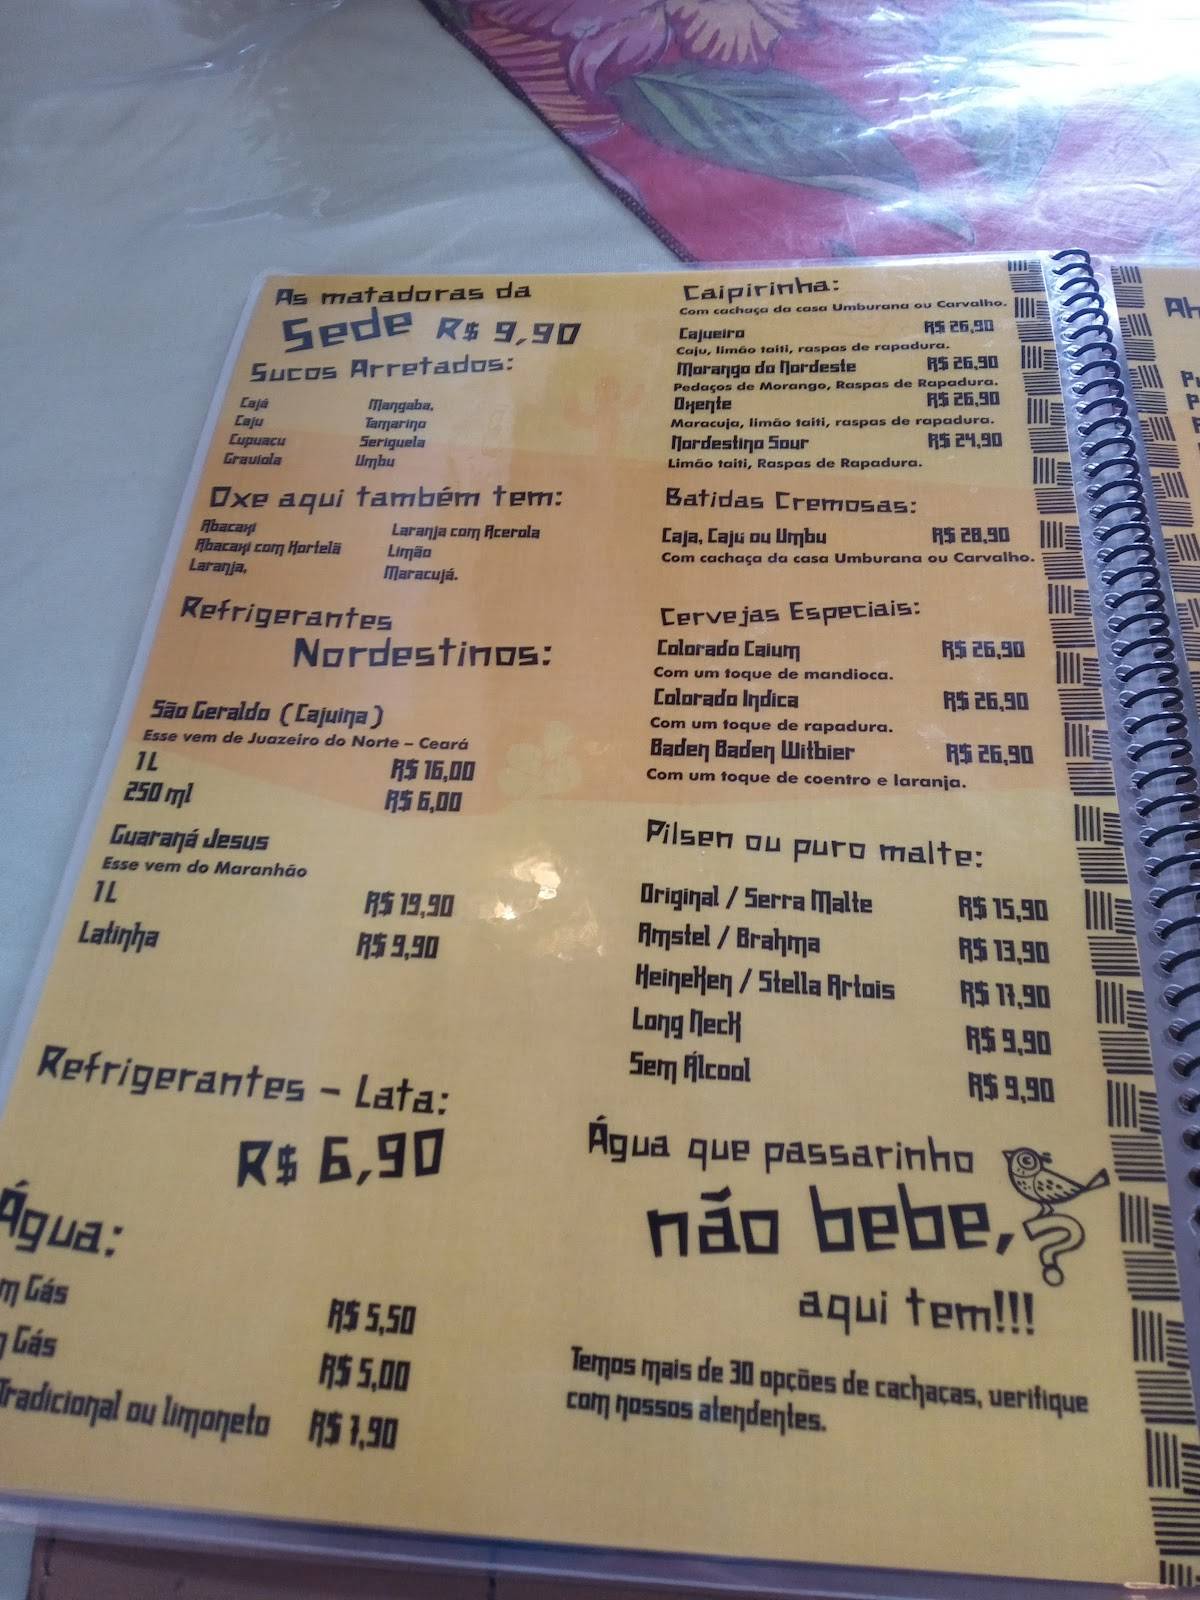 As matadoras da
Sede R$ 9,90
Sucos Arretados:
Cajá Mangaba,
Caju Tamarino
Cupuacu Seriguela
Graviola Umbu
Oxe aqui também tem:
Abacaxi Laranja com Acerola
Abacaxi com Hortelã Limão
Laranja, Maracujá.
Refrigerantes
Nordestinos:
São Geraldo (Cajuina)
Esse vem de Juazeiro do Norte – Ceará
1 L R$ 16,00
250 ml R$ 6,00
Guaraná Jesus
Esse vem do Maranhão
1 L R$ 19,90
Latinha R$ 9,90
Refrigerantes - Lata:
R$ 6,90
Água:
Gás R$ 5,50
Gás R$ 5,00
Tradicional ou limoneto R$ 7,90
Caipirinha:
Com cachaça da casa Umburana ou Carvalho.
Cajueiro R$ 26,90
Caju, limão taiti, raspas de rapadura.
Morango do Nordeste R$ 26,90
Pedaços de Morango, Raspas de Rapadura.
Oxente R$ 26,90
Maracuja, limão taiti, raspas de rapadura.
Nordestino Sour R$ 24,90
Limão taiti, Raspas de Rapadura.
Batidas Cremosas:
Caja, Cajú ou Umbu R$ 28,90
Com cachaça da casa Umburana ou Carvalho.
Cervejas Especiais:
Colorado Caium R$ 26,90
Com um toque de mandioca.
Colorado Indica R$ 26,90
Com um toque de rapadura.
Baden Baden Witbier R$ 26,90
Com um toque de coentro e laranja.
Pilsen ou puro malte:
Original / Serra Malte R$ 15,90
Amstel / Brahma R$ 13,90
Heineken / Stella Artois R$ 17,90
Long Neck R$ 9,90
Sem Álcool R$ 9,90
Água que passarinho
não bebe,
aqui tem!!!
Temos mais de 30 opções de cachaças, verifique
com nossos atendentes.